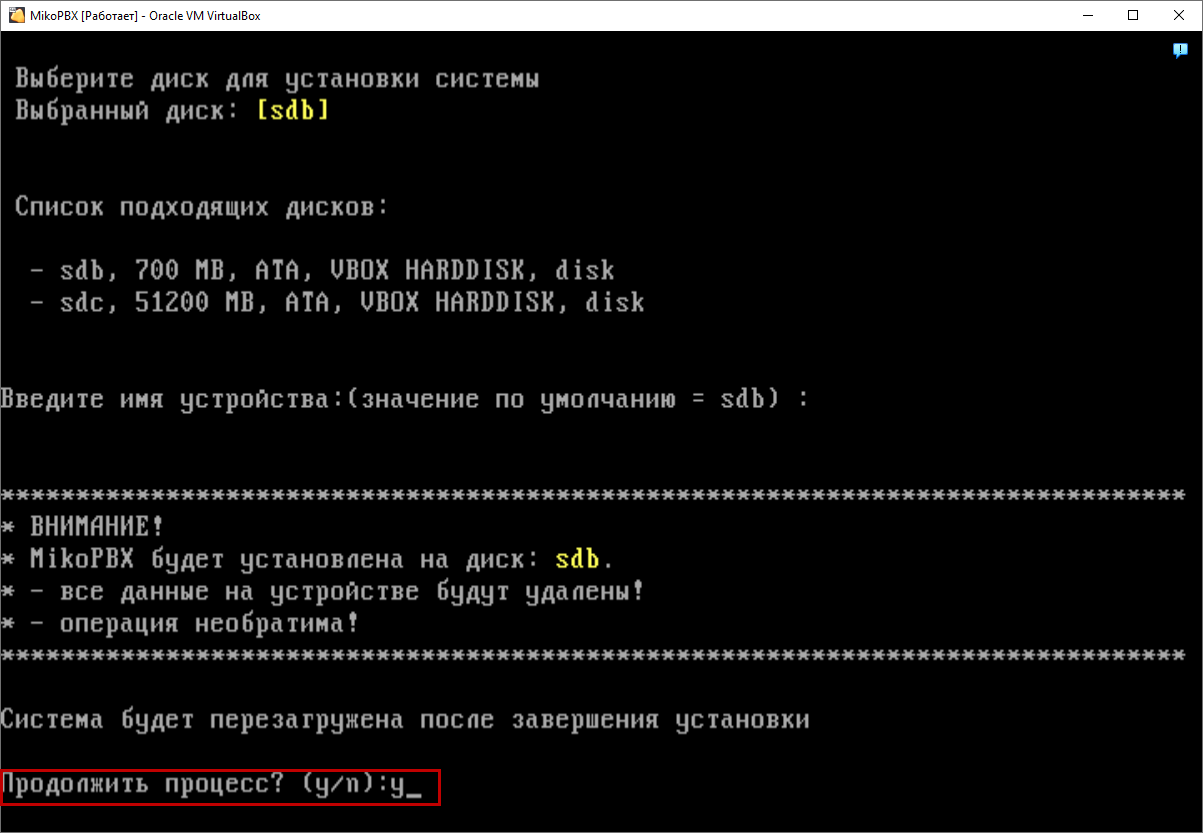 MikoPBX [Работает] - Oracle VM VirtualBox
Выберите диск для установки системы
Выбранный диск: [sdb]
Список подходящих дисков:
- sdb, 700 MB, ATA, VBOX HARDDISK, disk
- sdc, 51200 MB, ATA, VBOX HARDDISK, disk
Введите имя устройства:(значение по умолчанию = sdb) :
*******************************************************************************
* ВНИМАНИЕ!
* MikoPBX будет установлена на диск: sdb.
* - все данные на устройстве будут удалены!
* - операция необратима!
*******************************************************************************
Система будет перезагружена после завершения установки
Продолжить процесс? (y/n):y_